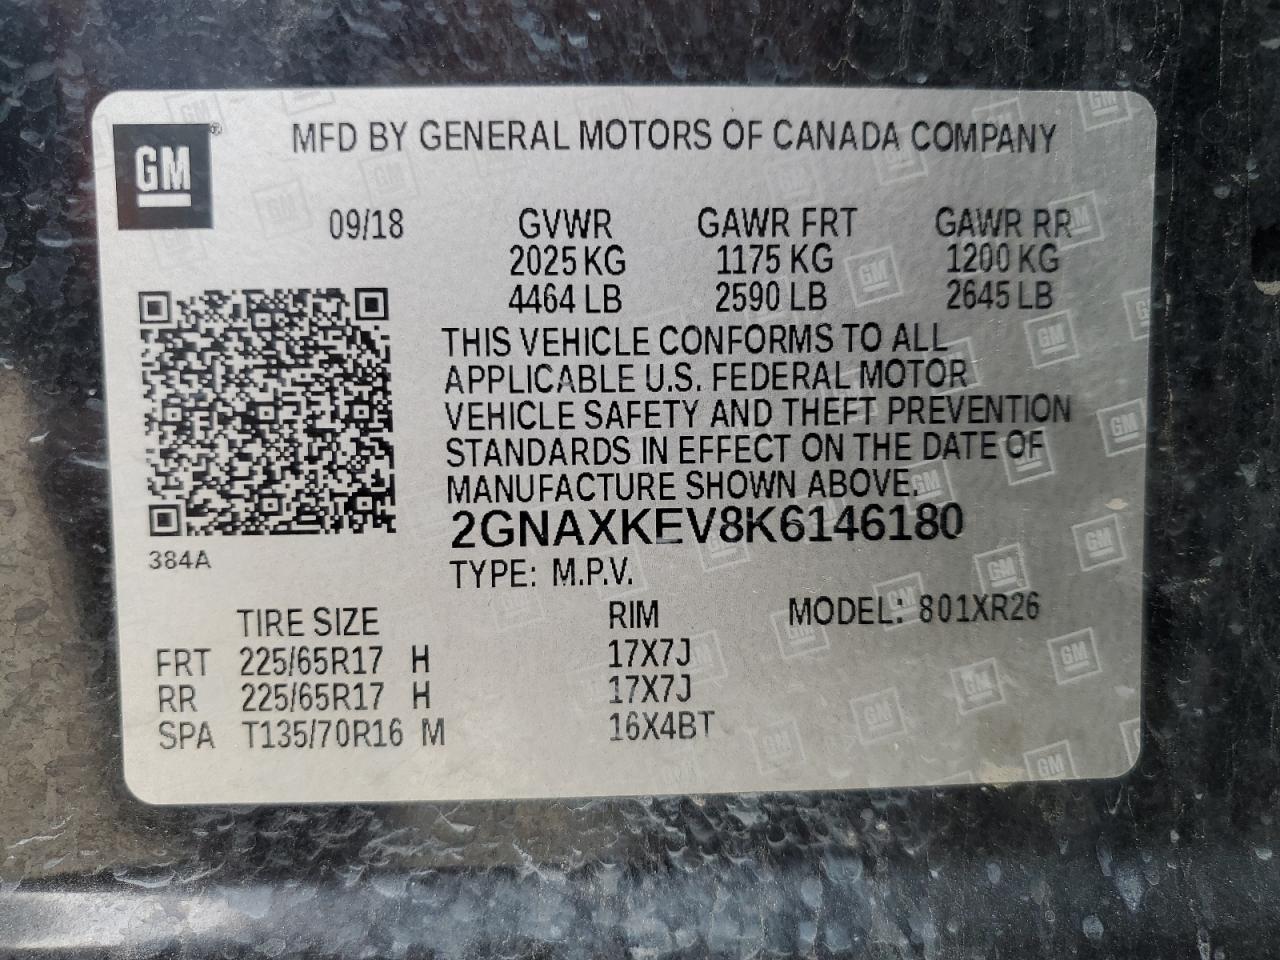 GM®
MFD BY GENERAL MOTORS OF CANADA COMPANY
09/18 GVWR GAWR FRT GAWR RR
2025 KG 1175 KG 1200 KG
4464 LB 2590 LB 2645 LB
THIS VEHICLE CONFORMS TO ALL
APPLICABLE U.S. FEDERAL MOTOR
VEHICLE SAFETY AND THEFT PREVENTION
STANDARDS IN EFFECT ON THE DATE OF
MANUFACTURE SHOWN ABOVE.
2GNAXKEV8K6146180
384A
TYPE: M.P.V.
TIRE SIZE RIM MODEL: 801XR26
FRT 225/65R17 H 17X7J
RR 225/65R17 H 17X7J
SPA T135/70R16 M 16X4BT